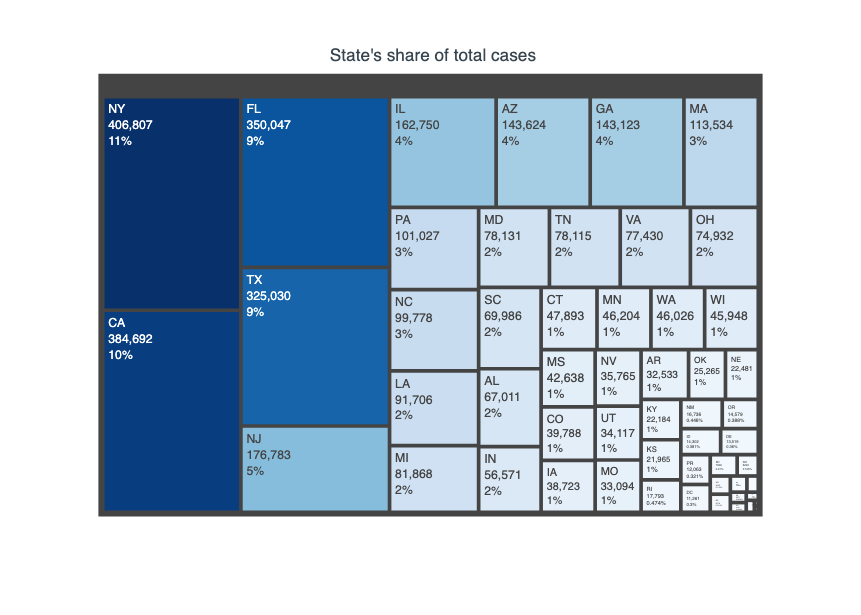 State's share of total cases
NY
406,807
11%
CA
384,692
10%
FL
350,047
9%
TX
325,030
9%
NJ
176,783
5%
IL
162,750
4%
AZ
143,624
4%
GA
143,123
4%
MA
113,534
3%
PA
101,027
3%
MD
78,131
2%
TN
78,115
2%
VA
77,430
2%
OH
74,932
2%
NC
99,778
3%
LA
91,706
2%
MI
81,868
2%
SC
69,986
2%
AL
67,011
2%
IN
56,571
2%
CT
47,893
1%
MN
46,204
1%
WA
46,026
1%
WI
45,948
1%
MS
42,638
1%
CO
39,788
1%
IA
38,723
1%
NV
35,765
1%
UT
34,117
1%
MO
33,094
1%
AR
32,533
1%
OK
25,265
1%
NE
22,481
1%
KY
22,184
1%
KS
21,965
1%
RI
17,793
0.474%
NM
16,736
0.446%
OR
14,579
0.388%
ID
PR
12,063
0.321%
DC
11,261
0.3%